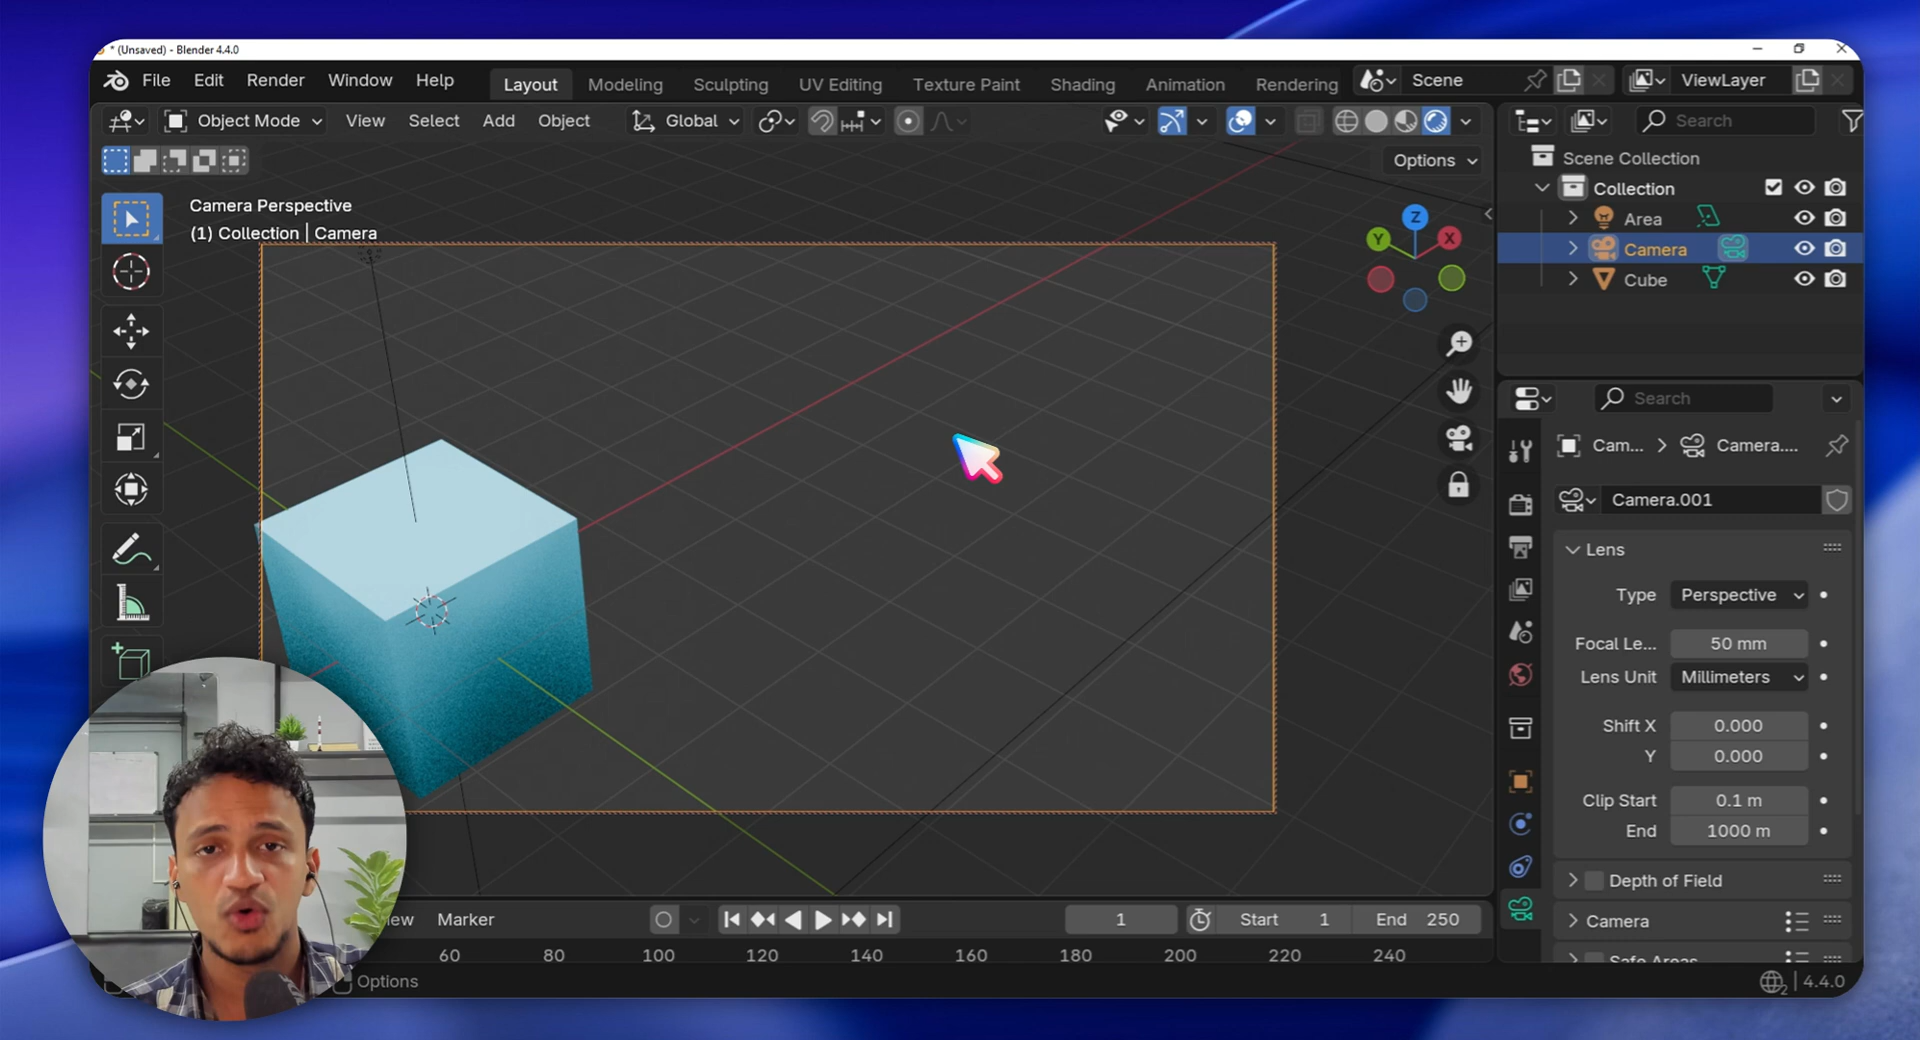 * (Unsaved) - Blender 4.4.0
File Edit Render Window Help
Layout Modeling Sculpting UV Editing Texture Paint Shading Animation Rendering
Scene
ViewLayer
Object Mode View Select Add Object
Global
Options
Camera Perspective
(1) Collection | Camera
Z
Y
X
Search
Scene Collection
Collection
Area
Camera
Cube
Search
Cam... > Camera....
Camera.001
Lens
Type Perspective
Focal Le... 50 mm
Lens Unit Millimeters
Shift X 0.000
Y 0.000
Clip Start 0.1 m
End 1000 m
Depth of Field
Camera
Safe Areas
Marker
1
Start 1
End 250
60 80 100 120 140 160 180 200 220 240
Options
2 | 4.4.0